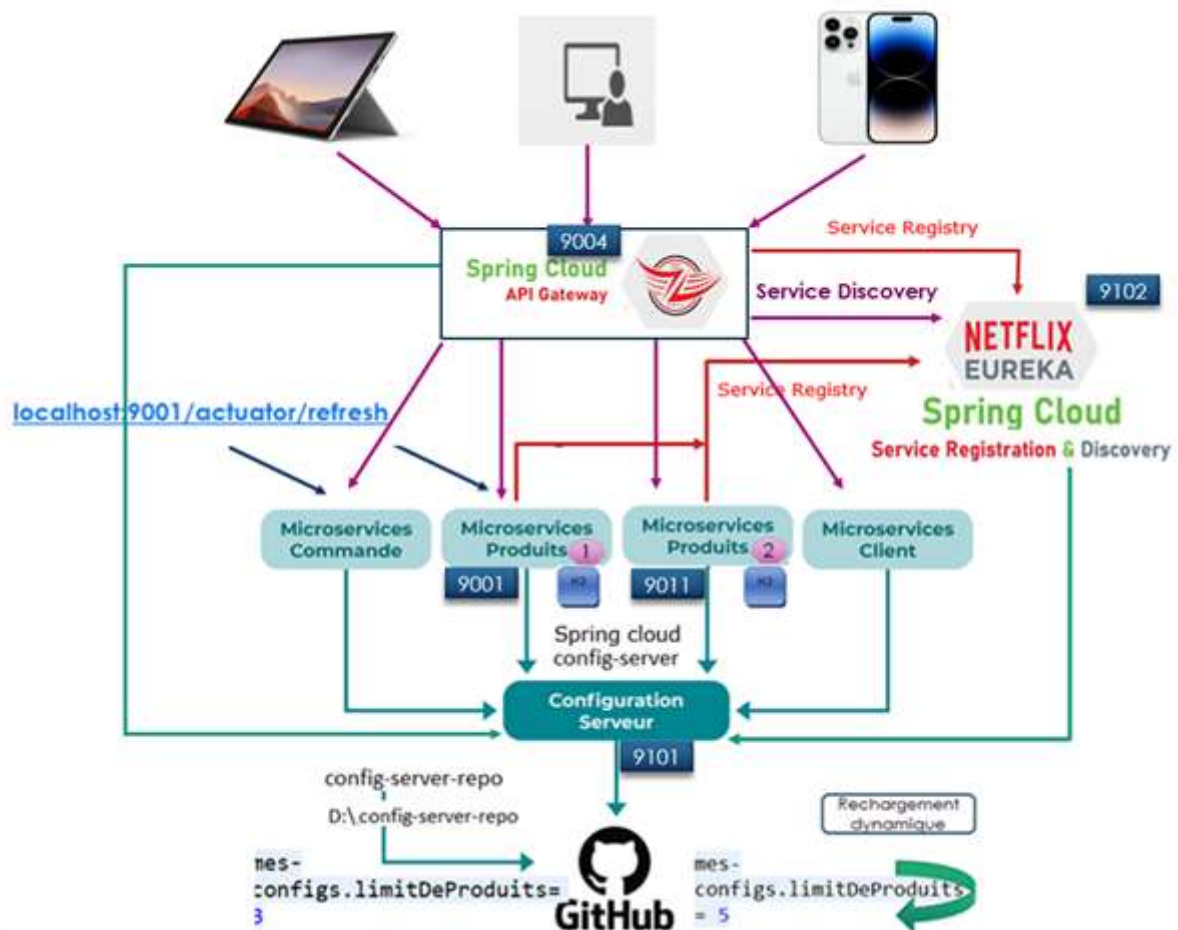 9004
Spring Cloud
API Gateway
Service Registry
Service Discovery
9102
NETFLIX
EUREKA
Spring Cloud
Service Registration & Discovery
Service Registry
localhost:9001/actuator/refresh
Microservices
Commande
Microservices
Produits 1
9001
H2
Microservices
Produits 2
9011
H2
Microservices
Client
Spring cloud
config-server
Configuration
Serveur
9101
config-server-repo
D:\config-server-repo
Rechargement
dynamique
mes-
configs.limitDeProduits=
3
GitHub
mes-
configs.limitDeProduits
= 5